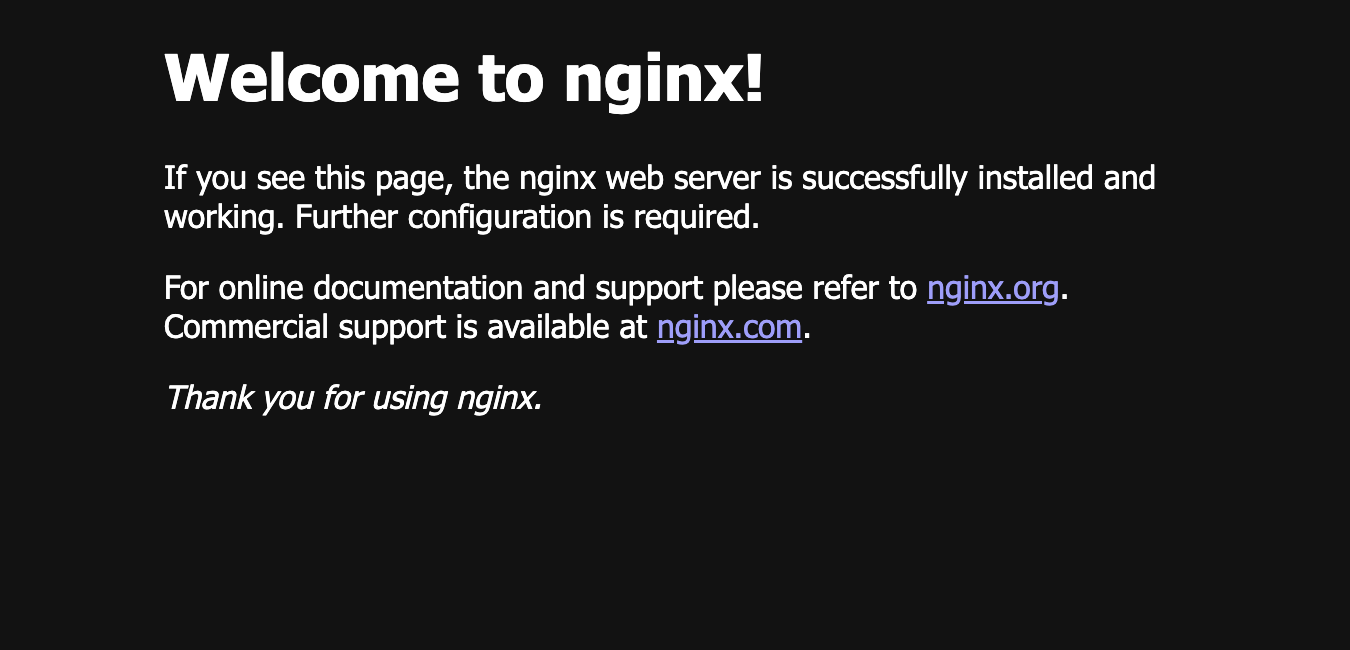 Welcome to nginx!
If you see this page, the nginx web server is successfully installed and
working. Further configuration is required.
For online documentation and support please refer to nginx.org.
Commercial support is available at nginx.com.
Thank you for using nginx.